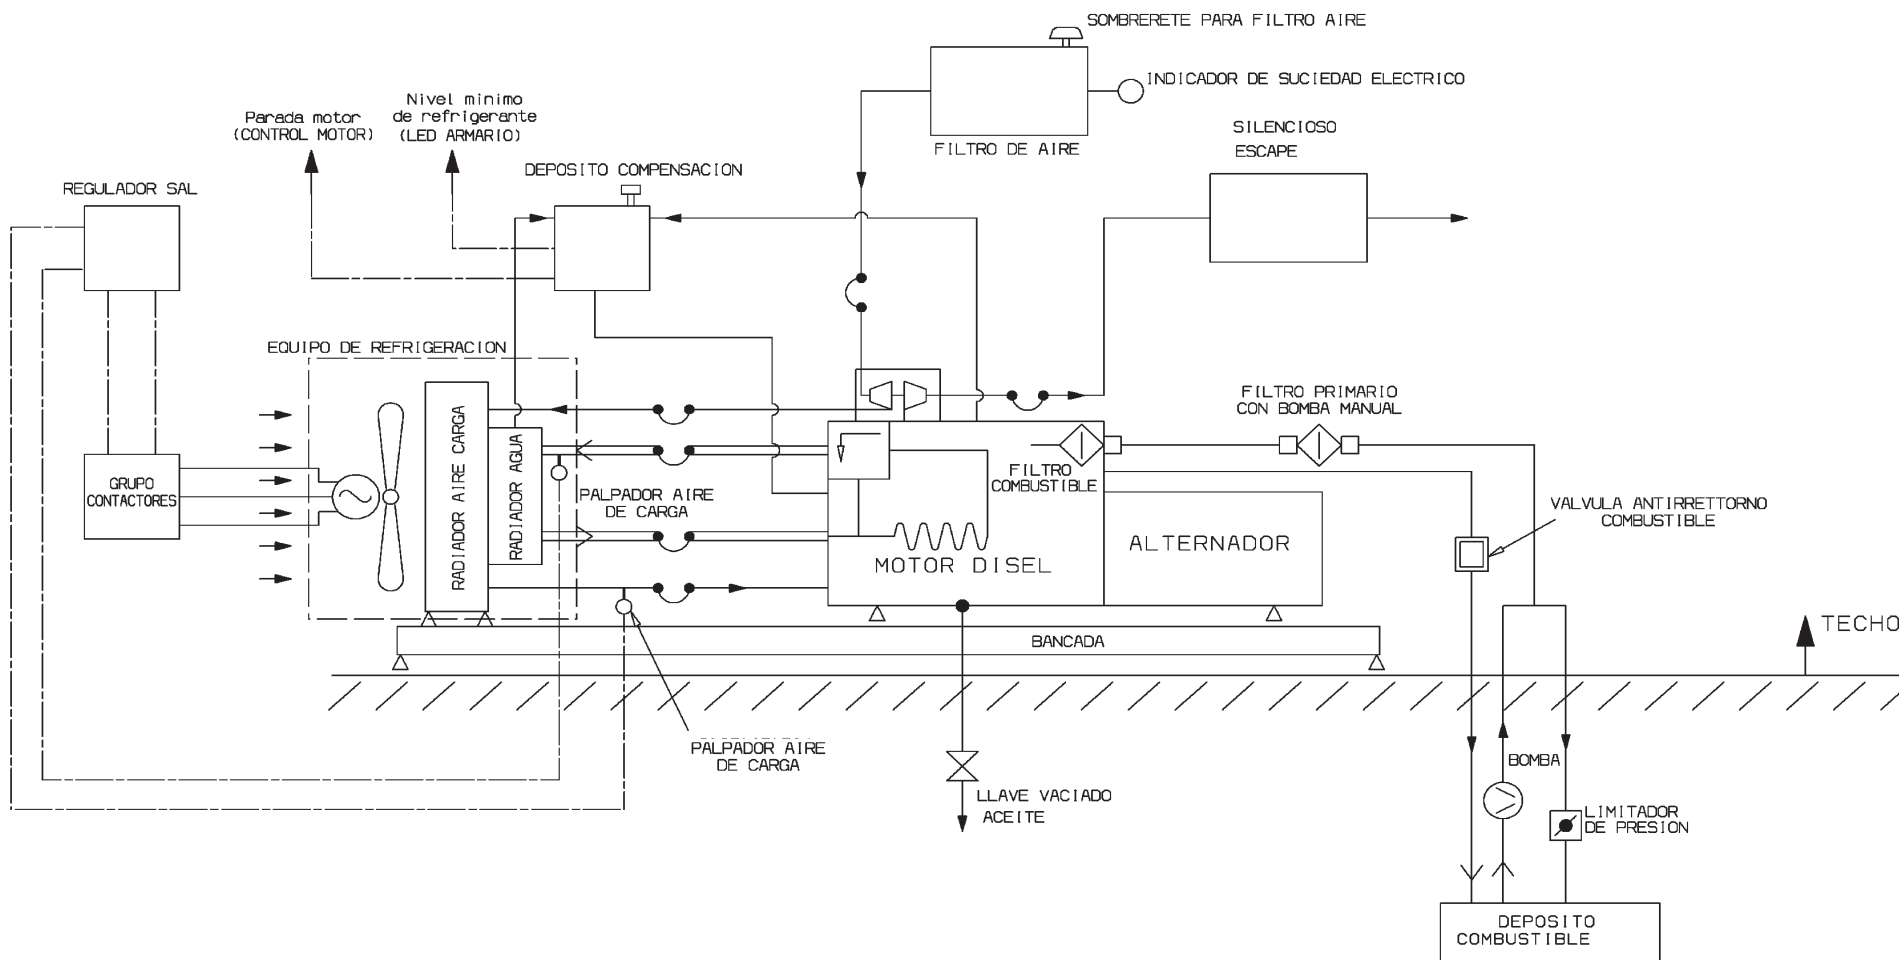 SOMBRERETE PARA FILTRO AIRE
INDICADOR DE SUCIEDAD ELECTRICO
FILTRO DE AIRE
SILENCIOSO
ESCAPE
Nivel minimo
de refrigerante
(LED ARMARIO)
Parada motor
(CONTROL MOTOR)
DEPOSITO COMPENSACION
REGULADOR SAL
EQUIPO DE REFRIGERACION
GRUPO
CONTACTORES
RADIADOR AIRE CARGA
RADIADOR AGUA
PALPADOR AIRE
DE CARGA
FILTRO PRIMARIO
CON BOMBA MANUAL
FILTRO
COMBUSTIBLE
MOTOR DISEL
ALTERNADOR
VALVULA ANTIRRETTORNO
COMBUSTIBLE
BANCADA
TECHO
PALPADOR AIRE
DE CARGA
LLAVE VACIADO
ACEITE
BOMBA
LIMITADOR
DE PRESION
DEPOSITO
COMBUSTIBLE